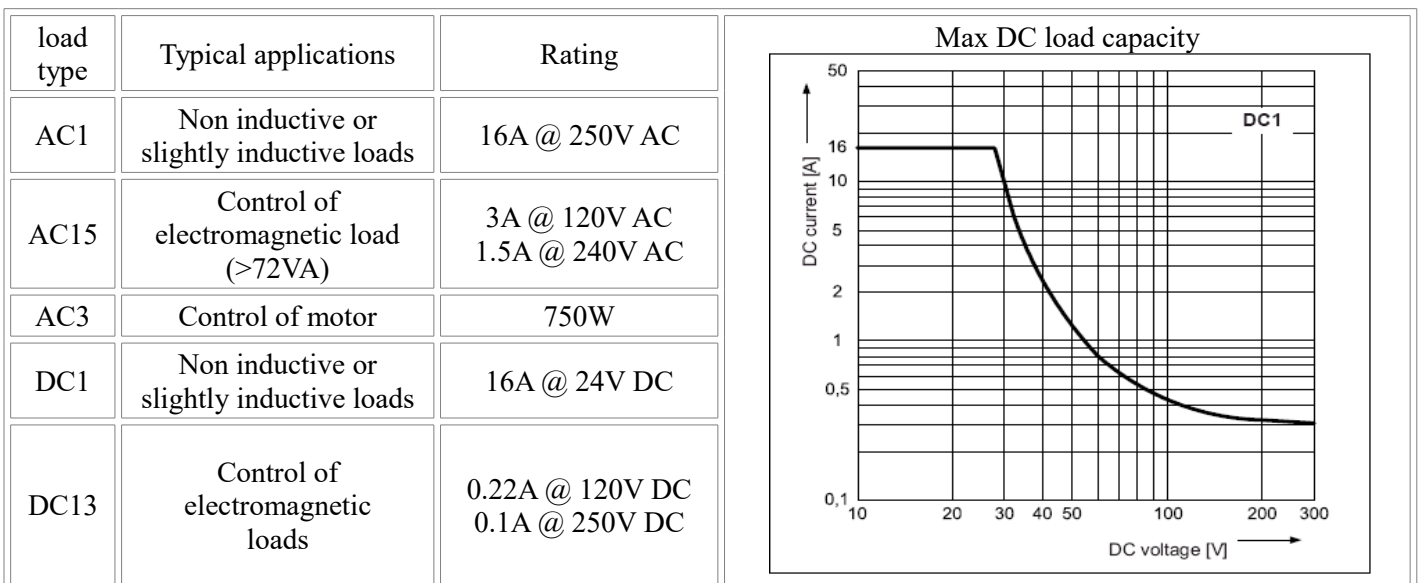 load
type
Typical applications
Rating
Max DC load capacity
AC1
Non inductive or
slightly inductive loads
16A @ 250V AC
AC15
Control of
electromagnetic load
(>72VA)
3A @ 120V AC
1.5A @ 240V AC
AC3
Control of motor
750W
DC1
Non inductive or
slightly inductive loads
16A @ 24V DC
DC13
Control of
electromagnetic
loads
0.22A @ 120V DC
0.1A @ 250V DC
DC1
DC current [A]
50
16
10
5
2
1
0,5
0,1
10 20 30 40 50 100 200 300
DC voltage [V]